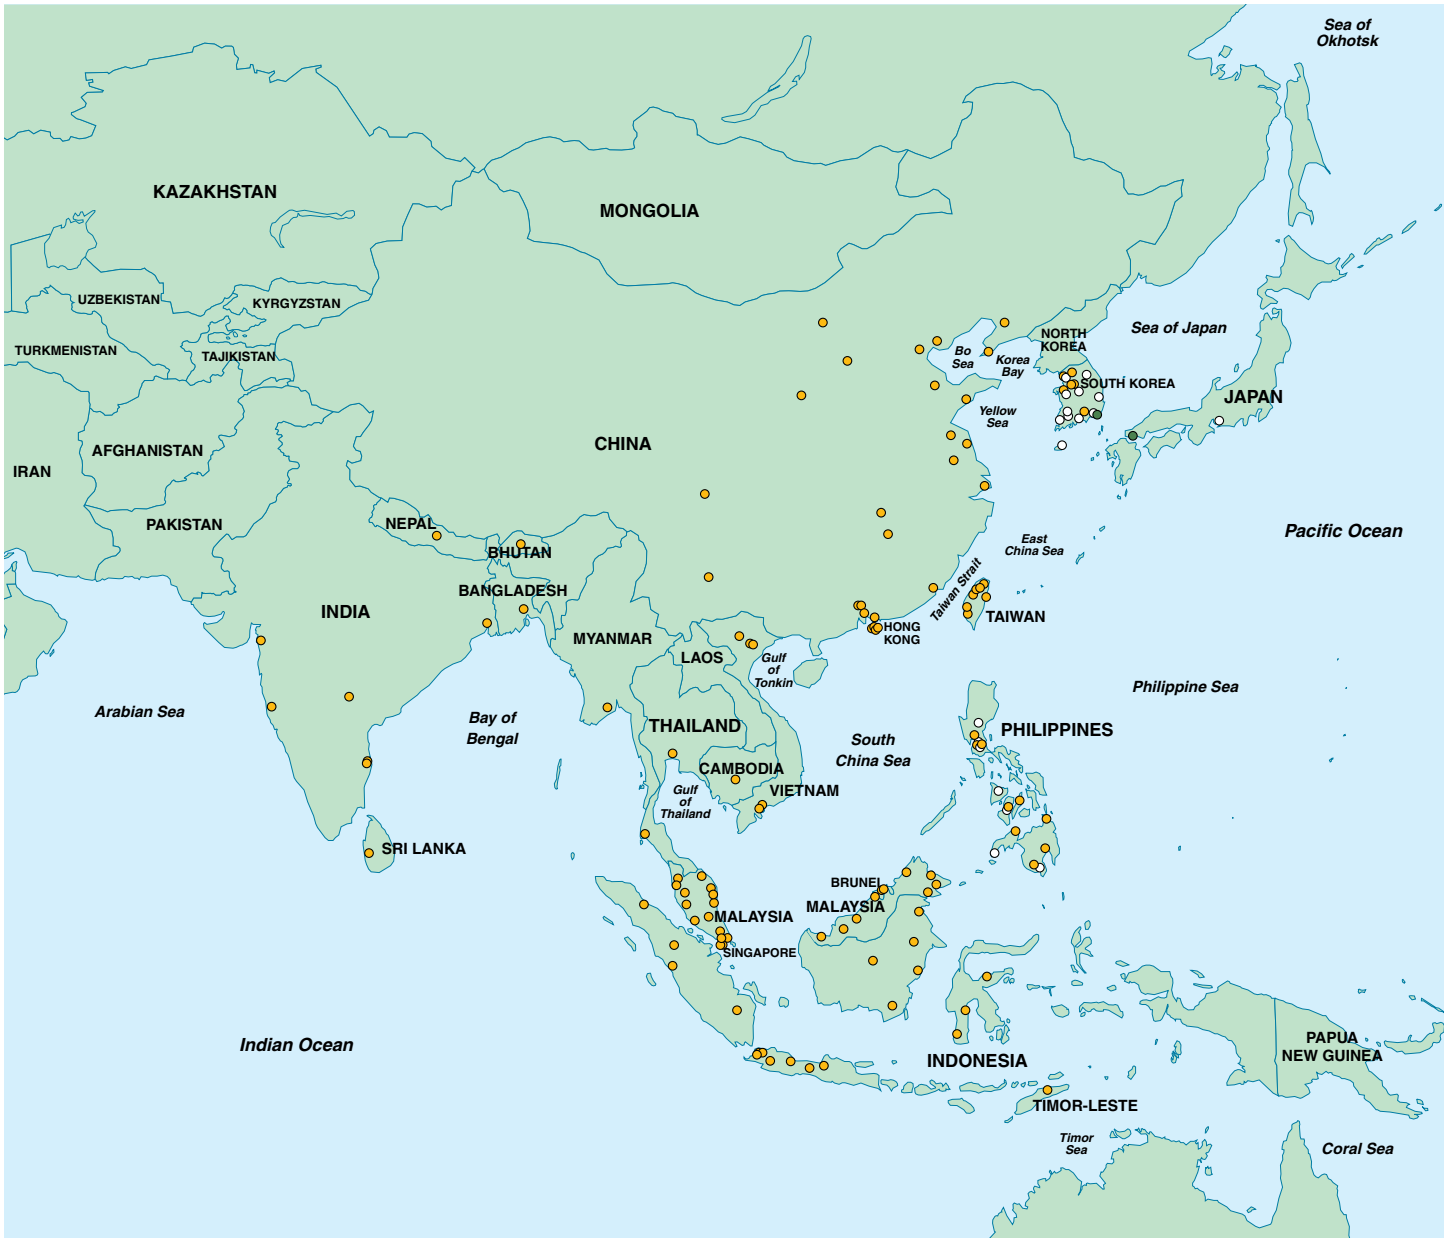 Sea of
Okhotsk
KAZAKHSTAN
MONGOLIA
UZBEKISTAN
KYRGYZSTAN
TURKMENISTAN
TAJIKISTAN
NORTH
KOREA
Sea of Japan
Bo
Sea
Korea
Bay
SOUTH KOREA
JAPAN
Yellow
Sea
CHINA
AFGHANISTAN
IRAN
PAKISTAN
NEPAL
BHUTAN
BANGLADESH
INDIA
MYANMAR
LAOS
East
China Sea
Pacific Ocean
Taiwan Strait
TAIWAN
HONG
KONG
Gulf
of
Tonkin
Arabian Sea
Bay of
Bengal
THAILAND
South
China Sea
Philippine Sea
PHILIPPINES
CAMBODIA
VIETNAM
Gulf
of
Thailand
SRI LANKA
BRUNEI
MALAYSIA
MALAYSIA
SINGAPORE
Indian Ocean
INDONESIA
PAPUA
NEW GUINEA
TIMOR-LESTE
Timor
Sea
Coral Sea